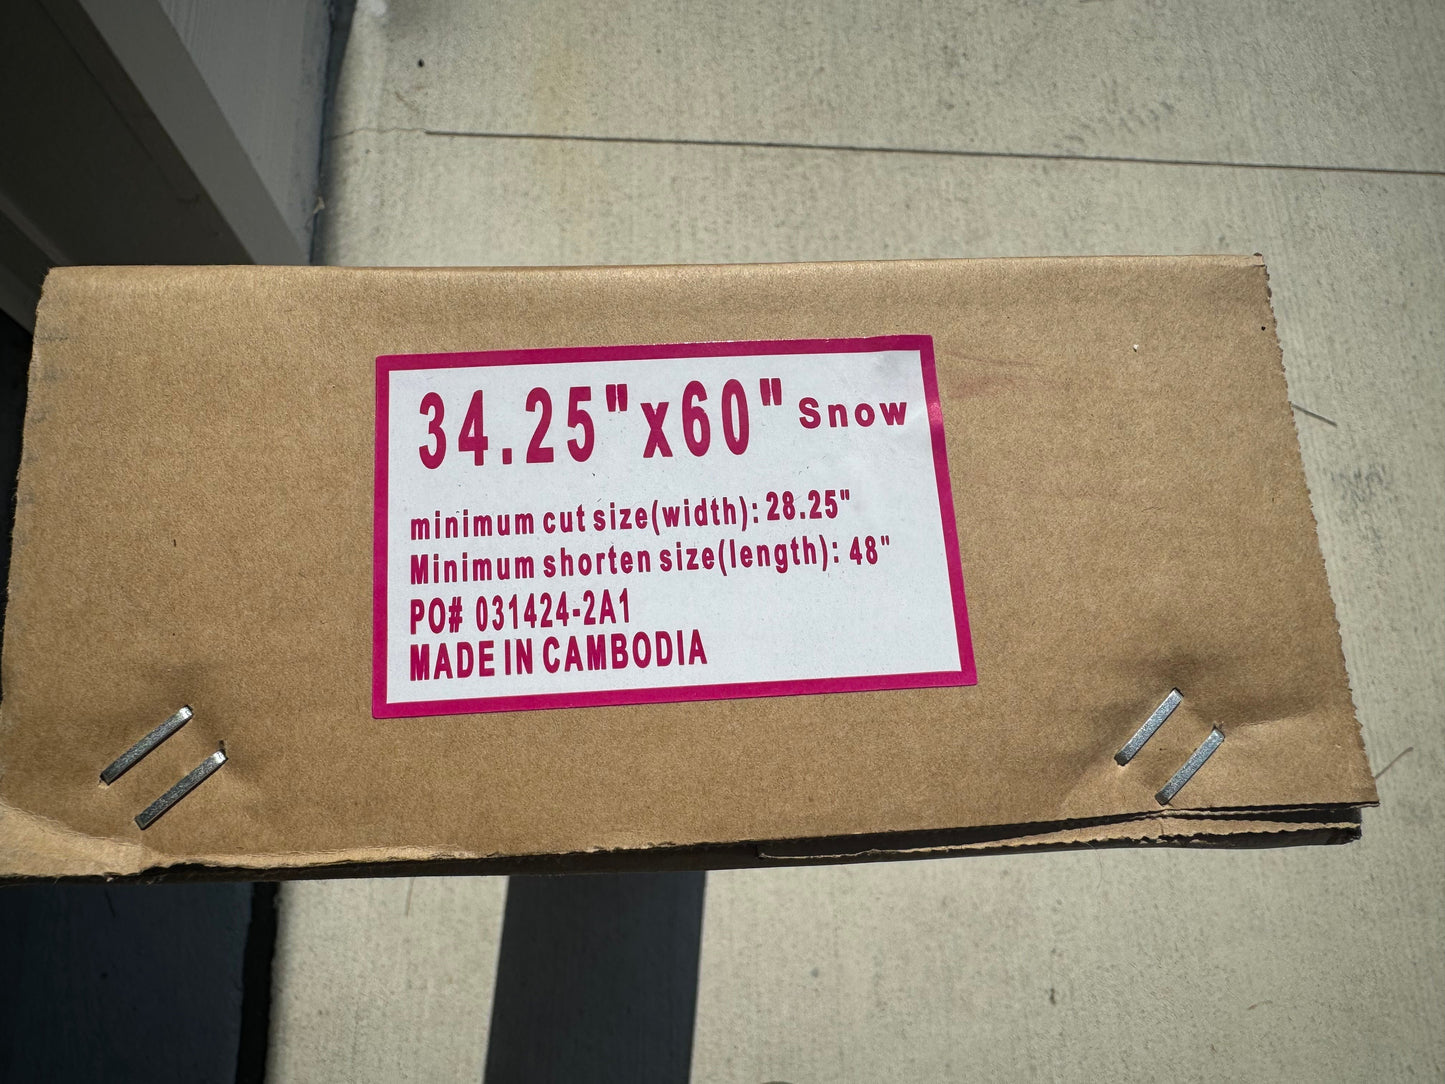 34.25"x60" Snow
minimum cut size(width): 28.25"
Minimum shorten size(length): 48"
PO# 031424-2A1
MADE IN CAMBODIA